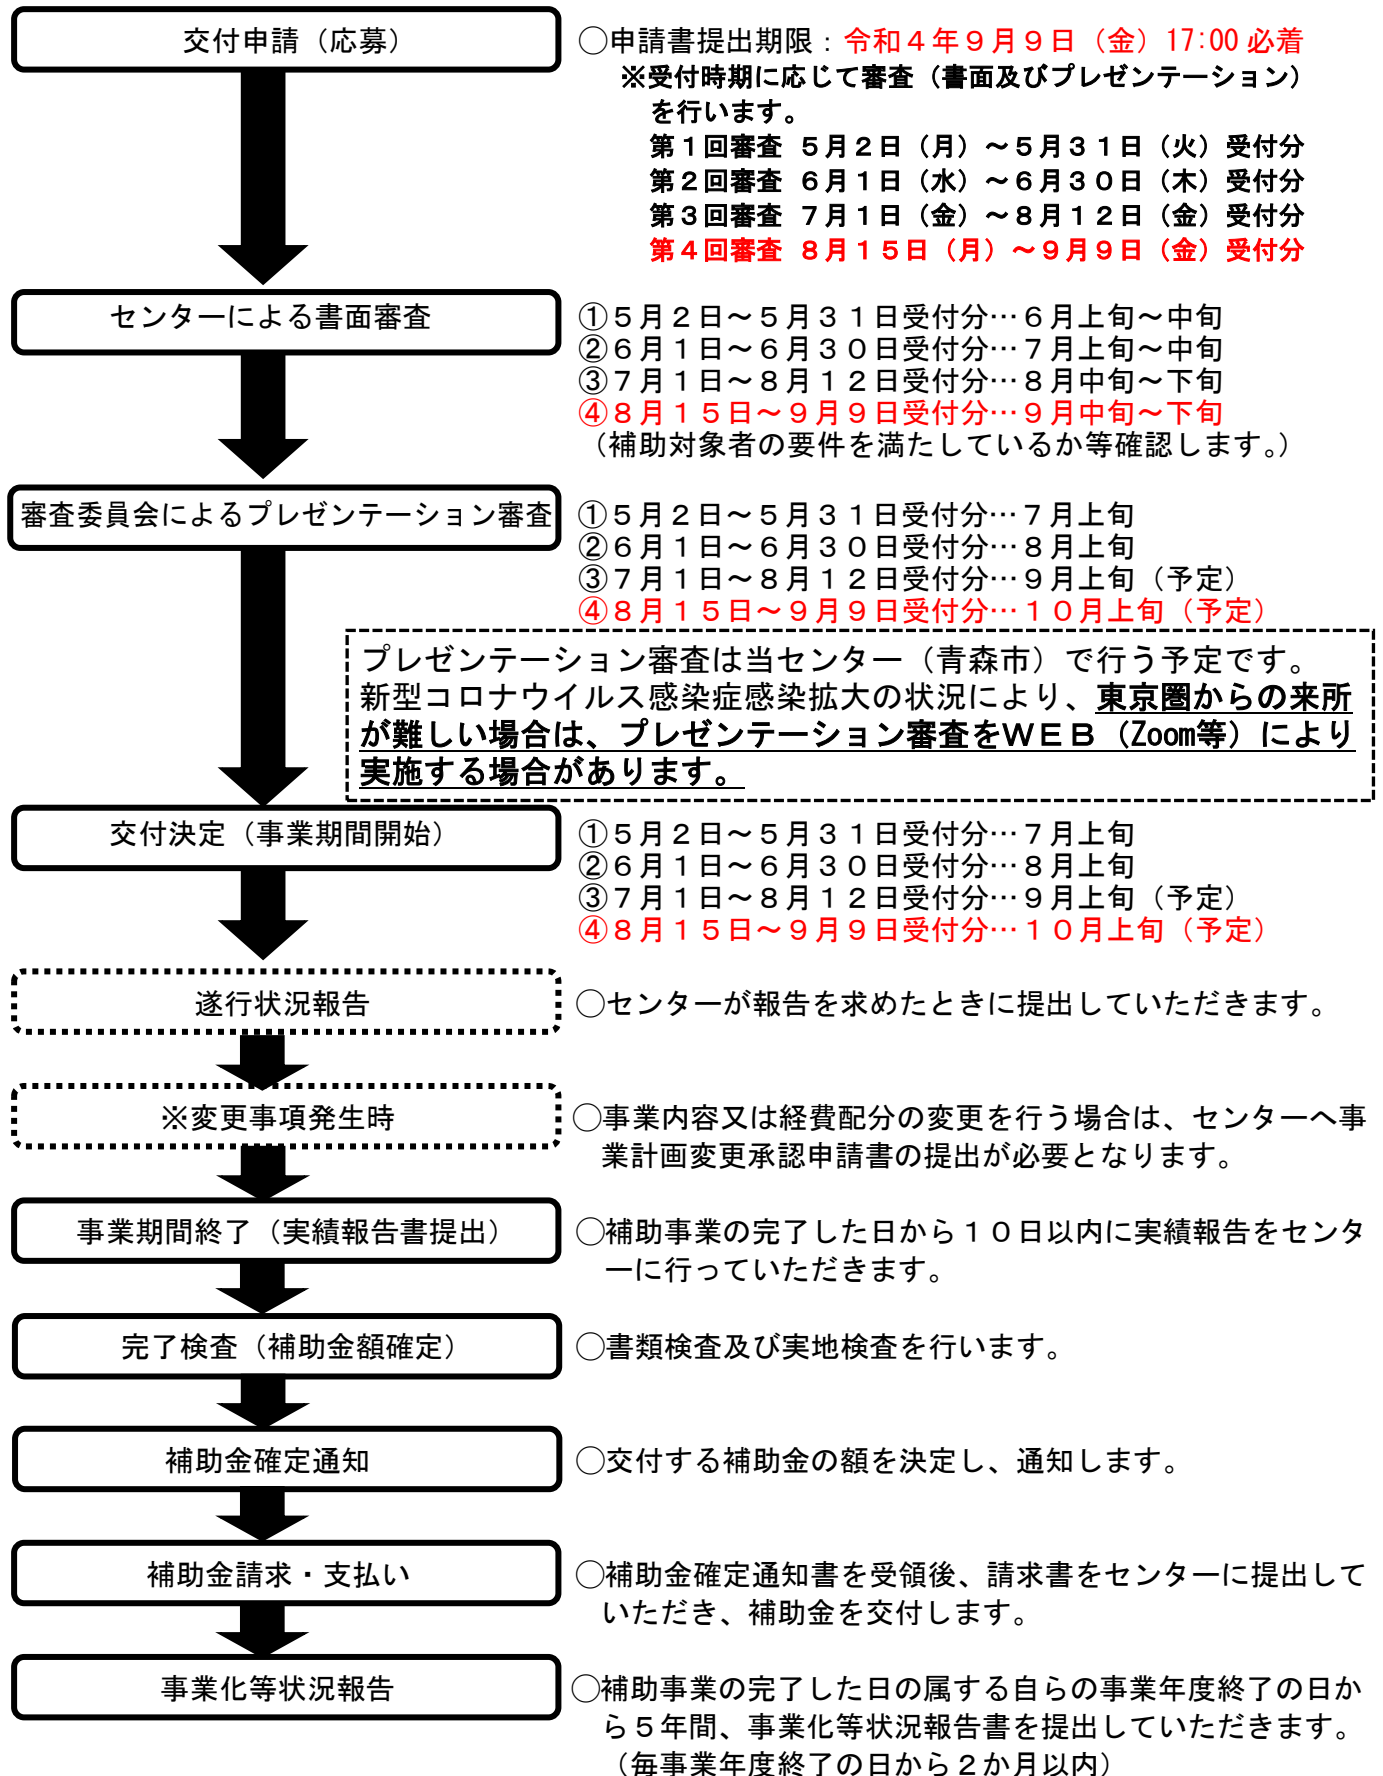 交付申請（応募）
○申請書提出期限：令和４年９月９日（金）17:00 必着
※受付時期に応じて審査（書面及びプレゼンテーション）
を行います。
第１回審査 ５月２日（月）～５月３１日（火）受付分
第２回審査 ６月１日（水）～６月３０日（木）受付分
第３回審査 ７月１日（金）～８月１２日（金）受付分
第４回審査 ８月１５日（月）～９月９日（金）受付分
センターによる書面審査
①５月２日～５月３１日受付分…６月上旬～中旬
②６月１日～６月３０日受付分…７月上旬～中旬
③７月１日～８月１２日受付分…８月中旬～下旬
④８月１５日～９月９日受付分…９月中旬～下旬
（補助対象者の要件を満たしているか等確認します。）
審査委員会によるプレゼンテーション審査
①５月２日～５月３１日受付分…７月上旬
②６月１日～６月３０日受付分…８月上旬
③７月１日～８月１２日受付分…９月上旬（予定）
④８月１５日～９月９日受付分…１０月上旬（予定）
プレゼンテーション審査は当センター（青森市）で行う予定です。
新型コロナウイルス感染症感染拡大の状況により、東京圏からの来所
が難しい場合は、プレゼンテーション審査をＷＥＢ（Zoom等）により
実施する場合があります。
交付決定（事業期間開始）
①５月２日～５月３１日受付分…７月上旬
②６月１日～６月３０日受付分…８月上旬
③７月１日～８月１２日受付分…９月上旬（予定）
④８月１５日～９月９日受付分…１０月上旬（予定）
遂行状況報告
○センターが報告を求めたときに提出していただきます。
※変更事項発生時
○事業内容又は経費配分の変更を行う場合は、センターへ事
業計画変更承認申請書の提出が必要となります。
事業期間終了（実績報告書提出）
○補助事業の完了した日から１０日以内に実績報告をセンタ
ーに行っていただきます。
完了検査（補助金額確定）
○書類検査及び実地検査を行います。
補助金確定通知
○交付する補助金の額を決定し、通知します。
補助金請求・支払い
○補助金確定通知書を受領後、請求書をセンターに提出して
いただき、補助金を交付します。
事業化等状況報告
○補助事業の完了した日の属する自らの事業年度終了の日か
ら５年間、事業化等状況報告書を提出していただきます。
（毎事業年度終了の日から２か月以内）